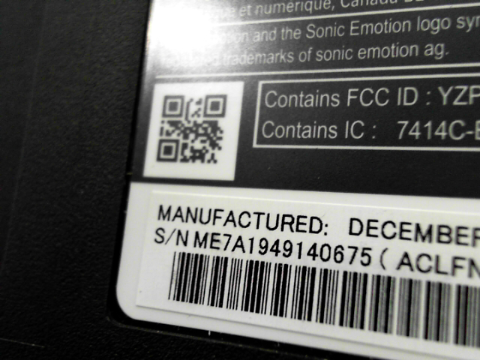 et numérique, Canada
and the Sonic Emotion logo
trademarks of sonic emotion ag.
Contains FCC ID : YZP
Contains IC : 7414C-
MANUFACTURED: DECEMBER
S/N ME7A1949140675 ( ACLFN